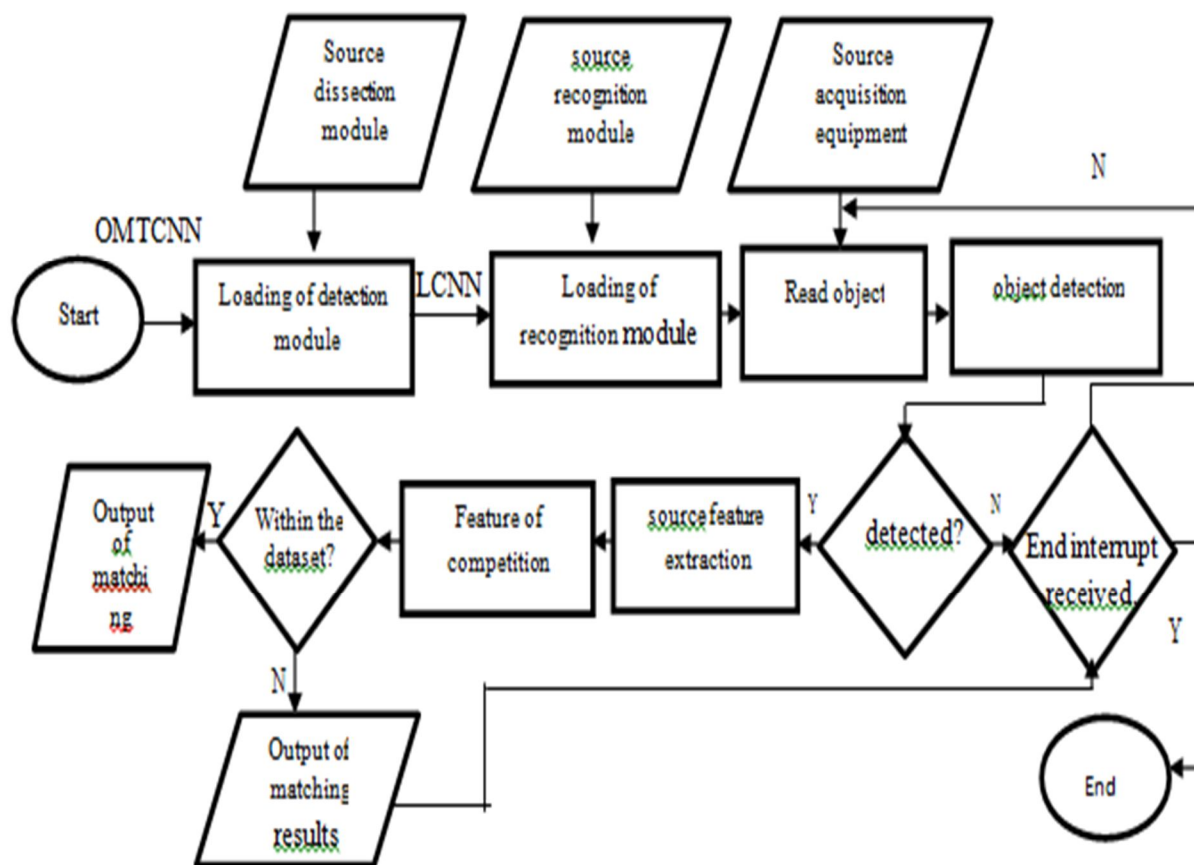 Source
dissection
module
source
recognition
module
Source
acquisition
equipment
N
OMTCNN
Start
Loading of detection
module
LCNN
Loading of
recognition module
Read object
object detection
Output
of
matchi
ng
Y
Within the
dataset?
Feature of
competition
source feature
extraction
Y
detected?
N
End interrupt
received.
Y
N
Output of
matching
results
End